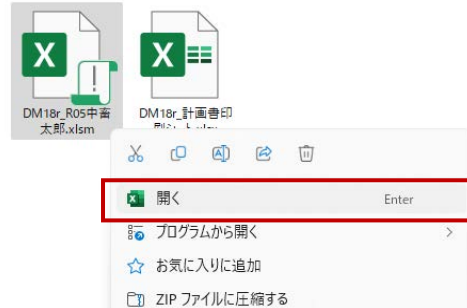 DM18r_R05中畜
太郎.xlsm
DM18r_計画書印
開く Enter
プログラムから開く
お気に入りに追加
ZIP ファイルに圧縮する